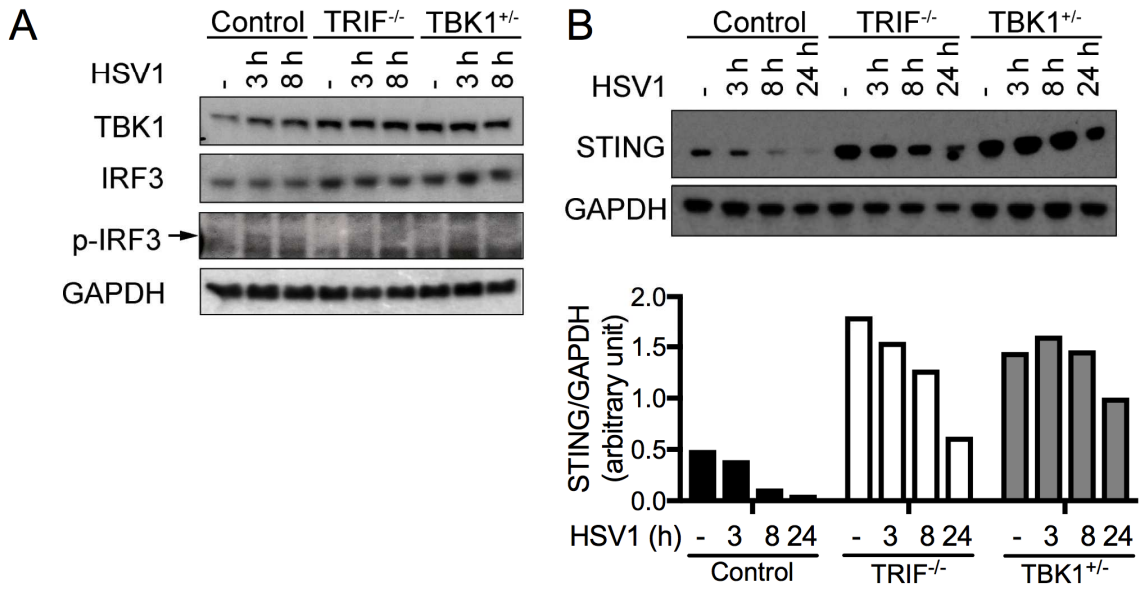 A
Control TRIF-/- TBK1+/-
HSV1 - 3 h 8 h - 3 h 8 h - 3 h 8 h
TBK1
IRF3
p-IRF3
GAPDH
B
Control TRIF-/- TBK1+/-
HSV1 - 3 h 8 h 24 h - 3 h 8 h 24 h - 3 h 8 h 24 h
STING
GAPDH
STING/GAPDH
(arbitrary unit)
2.0
1.5
1.0
0.5
0.0
HSV1 (h) - 3 8 24 - 3 8 24 - 3 8 24
Control TRIF-/- TBK1+/-